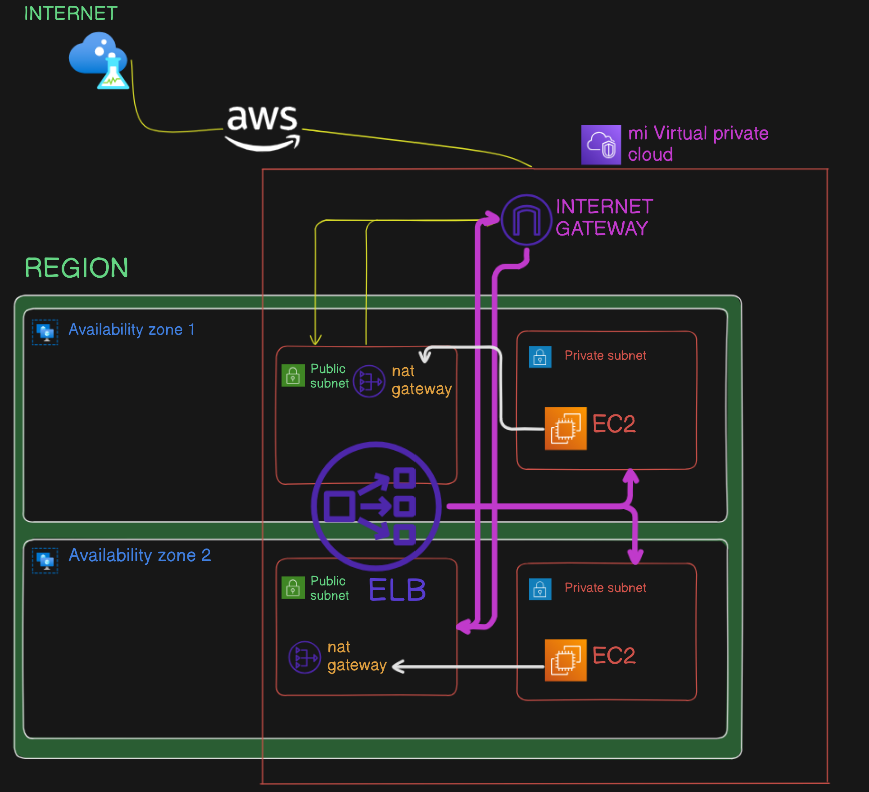 INTERNET
aws
mi Virtual private
cloud
INTERNET
GATEWAY
REGION
Availability zone 1
Public
subnet
nat
gateway
Private subnet
EC2
Availability zone 2
Public
subnet
ELB
Private subnet
nat
gateway
EC2